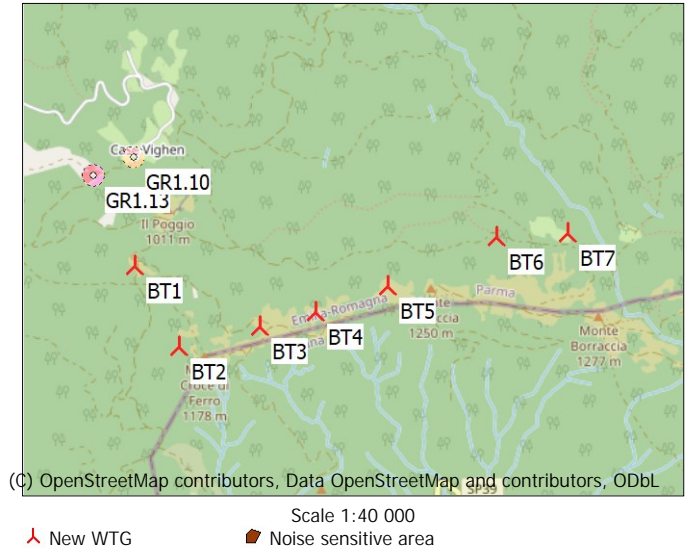 Case Vighen
GR1.10
GR1.13
Il Poggio
1011 m
BT6
BT7
BT1
Parma
Emilia-Romagna
BT5
1250 m
BT4
BT3
Monte
Borraccia
1277 m
BT2
Croce di
Ferro
1178 m
SP39
(C) OpenStreetMap contributors, Data OpenStreetMap and contributors, ODbL
Scale 1:40 000
New WTG
Noise sensitive area